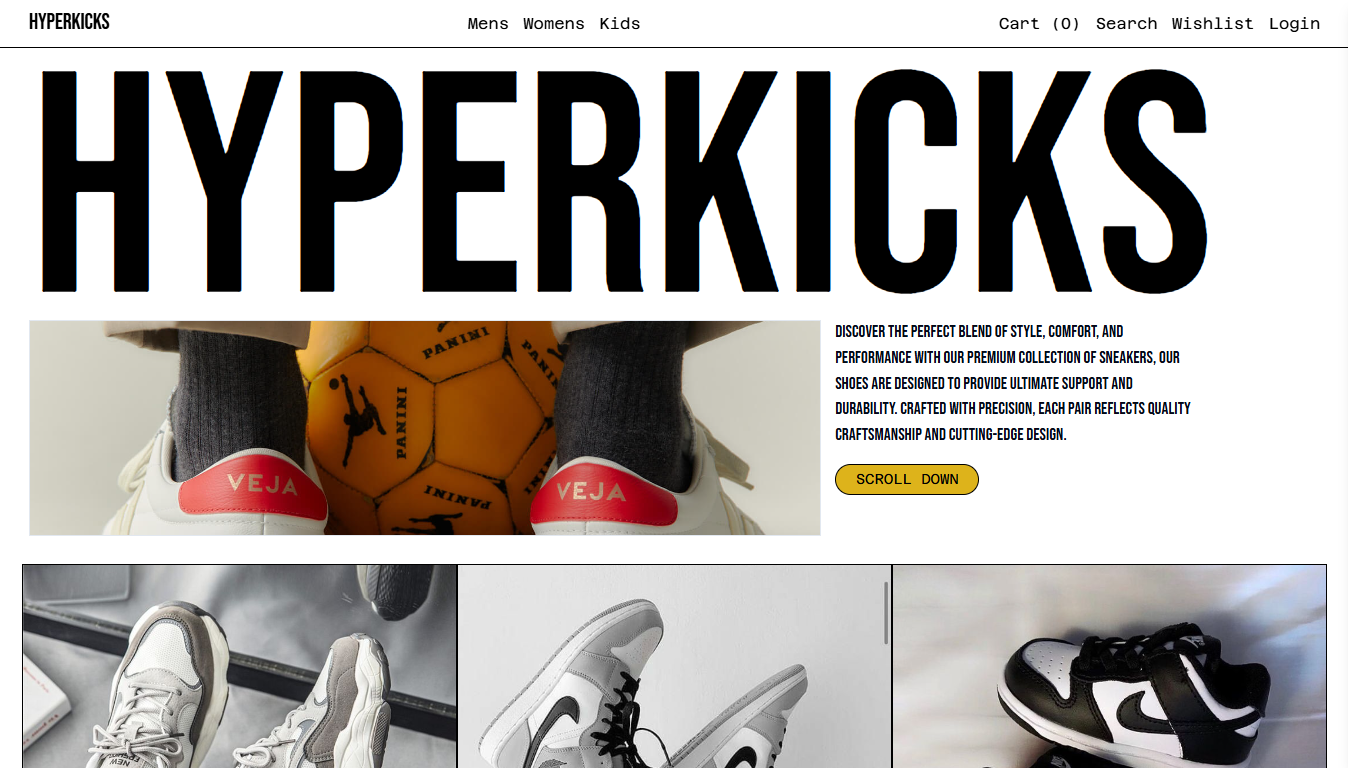 HYPERKICKS
Mens Womens Kids
Cart (0) Search Wishlist Login
HYPERKICKS
PANINI
PANINI
PANINI
VEJA
VEJA
DISCOVER THE PERFECT BLEND OF STYLE, COMFORT, AND
PERFORMANCE WITH OUR PREMIUM COLLECTION OF SNEAKERS, OUR
SHOES ARE DESIGNED TO PROVIDE ULTIMATE SUPPORT AND
DURABILITY. CRAFTED WITH PRECISION, EACH PAIR REFLECTS QUALITY
CRAFTSMANSHIP AND CUTTING-EDGE DESIGN.
SCROLL DOWN
NEW